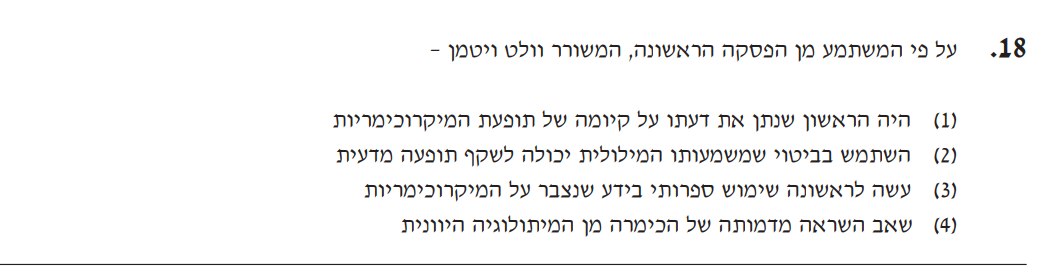 18. על פי המשתמע מן הפסקה הראשונה, המשורר וולט ויטמן –
(1) היה הראשון שנתן את דעתו על קיומה של תופעת המיקרוכימריות
(2) השתמש בביטוי שמשמעותו המילולית יכולה לשקף תופעה מדעית
(3) עשה לראשונה שימוש ספרותי בידע שנצבר על המיקרוכימריות
(4) שאב השראה מדמותה של הכימרה מן המיתולוגיה היוונית